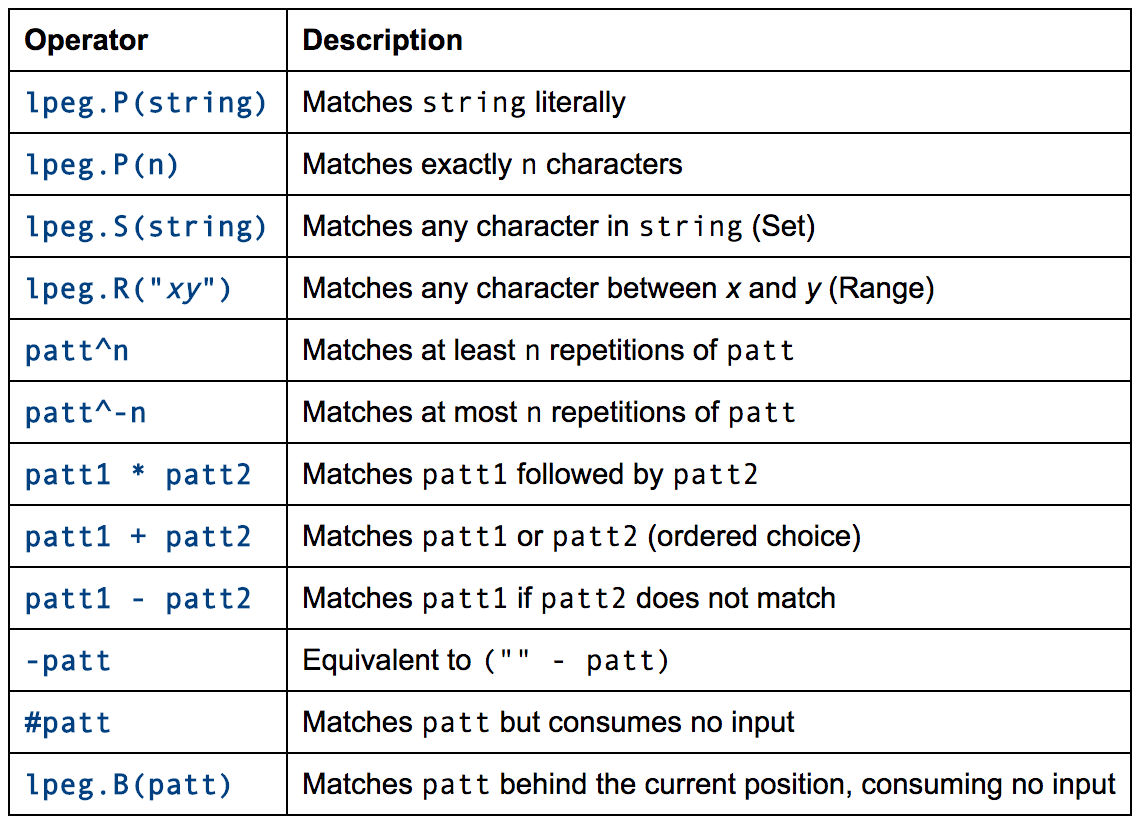 Operator Description
lpeg.P(string) Matches string literally
lpeg.P(n) Matches exactly n characters
lpeg.S(string) Matches any character in string (Set)
lpeg.R("xy") Matches any character between x and y (Range)
patt^n Matches at least n repetitions of patt
patt^-n Matches at most n repetitions of patt
patt1 * patt2 Matches patt1 followed by patt2
patt1 + patt2 Matches patt1 or patt2 (ordered choice)
patt1 - patt2 Matches patt1 if patt2 does not match
-patt Equivalent to ("" - patt)
#patt Matches patt but consumes no input
lpeg.B(patt) Matches patt behind the current position, consuming no input